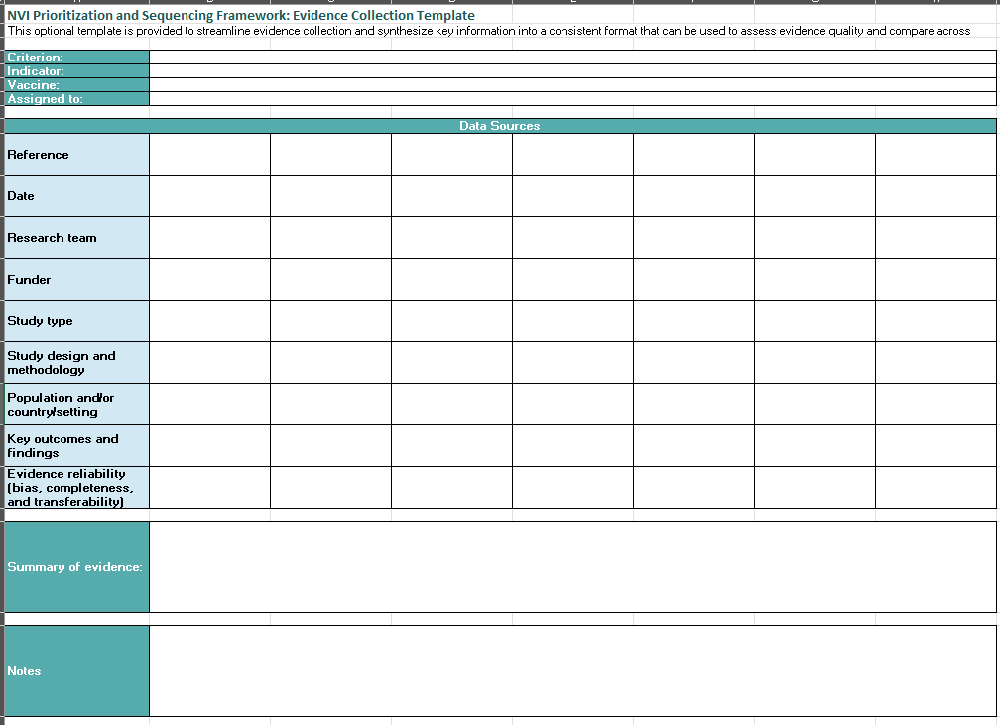 NVI Prioritization and Sequencing Framework: Evidence Collection Template
This optional template is provided to streamline evidence collection and synthesize key information into a consistent format that can be used to assess evidence quality and compare across
Criterion:
Indicator:
Vaccine:
Assigned to:
Data Sources
Reference
Date
Research team
Funder
Study type
Study design and
methodology
Population and/or
country/setting
Key outcomes and
findings
Evidence reliability
(bias, completeness,
and transferability)
Summary of evidence:
Notes